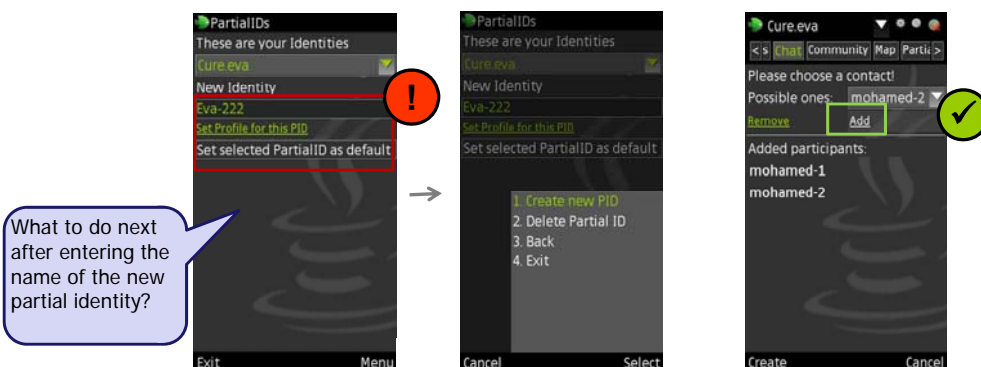 PartialIDs
These are your Identities
Cure.eva
New Identity
Eva-222
Set Profile for this PID
Set selected PartialID as default
Exit Menu
!
What to do next
after entering the
name of the new
partial identity?
→
PartialIDs
These are your Identities
Cure.eva
New Identity
Eva-222
Set Profile for this PID
Set selected PartialID as default
1. Create new PID
2. Delete Partial ID
3. Back
4. Exit
Cancel Select
Cure.eva
< s Chat Community Map Partia >
Please choose a contact!
Possible ones: mohamed-2
Remove Add
Added participants:
mohamed-1
mohamed-2
Create Cancel
✓